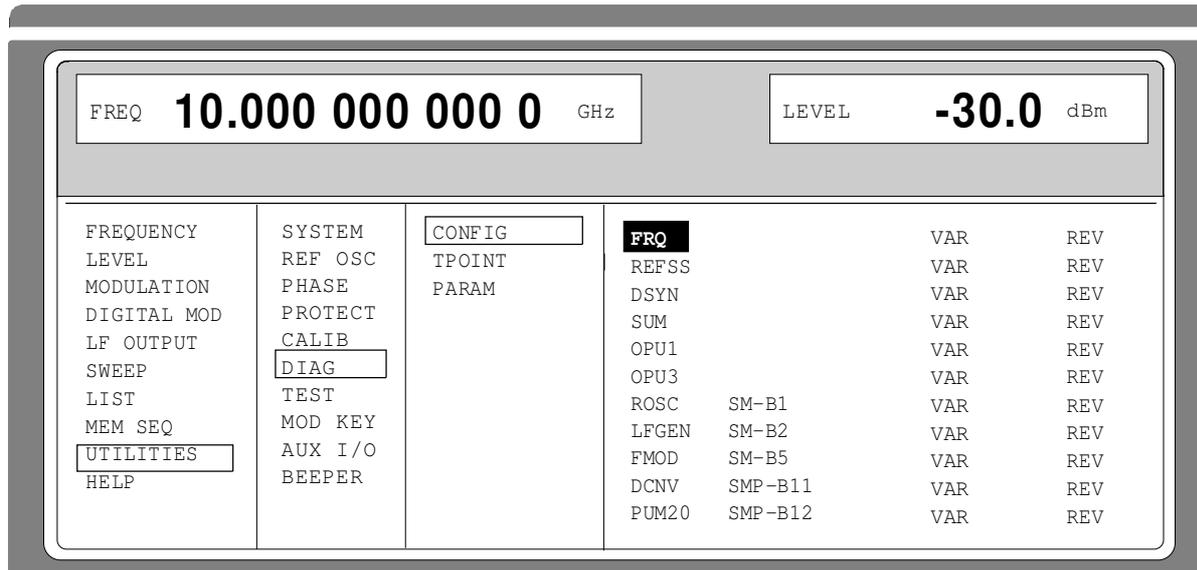 FREQ 10.000 000 000 0 GHz LEVEL -30.0 dBm
FREQUENCY SYSTEM CONFIG FRQ VAR REV
LEVEL REF OSC TPOINT REFSS VAR REV
MODULATION PHASE PARAM DSYN VAR REV
DIGITAL MOD PROTECT SUM VAR REV
LF OUTPUT CALIB OPU1 VAR REV
SWEEP DIAG OPU3 VAR REV
LIST TEST ROSC SM-B1 VAR REV
MEM SEQ MOD KEY LFGEN SM-B2 VAR REV
UTILITIES AUX I/O FMOD SM-B5 VAR REV
HELP BEEPER DCNV SMP-B11 VAR REV
PUM20 SMP-B12 VAR REV